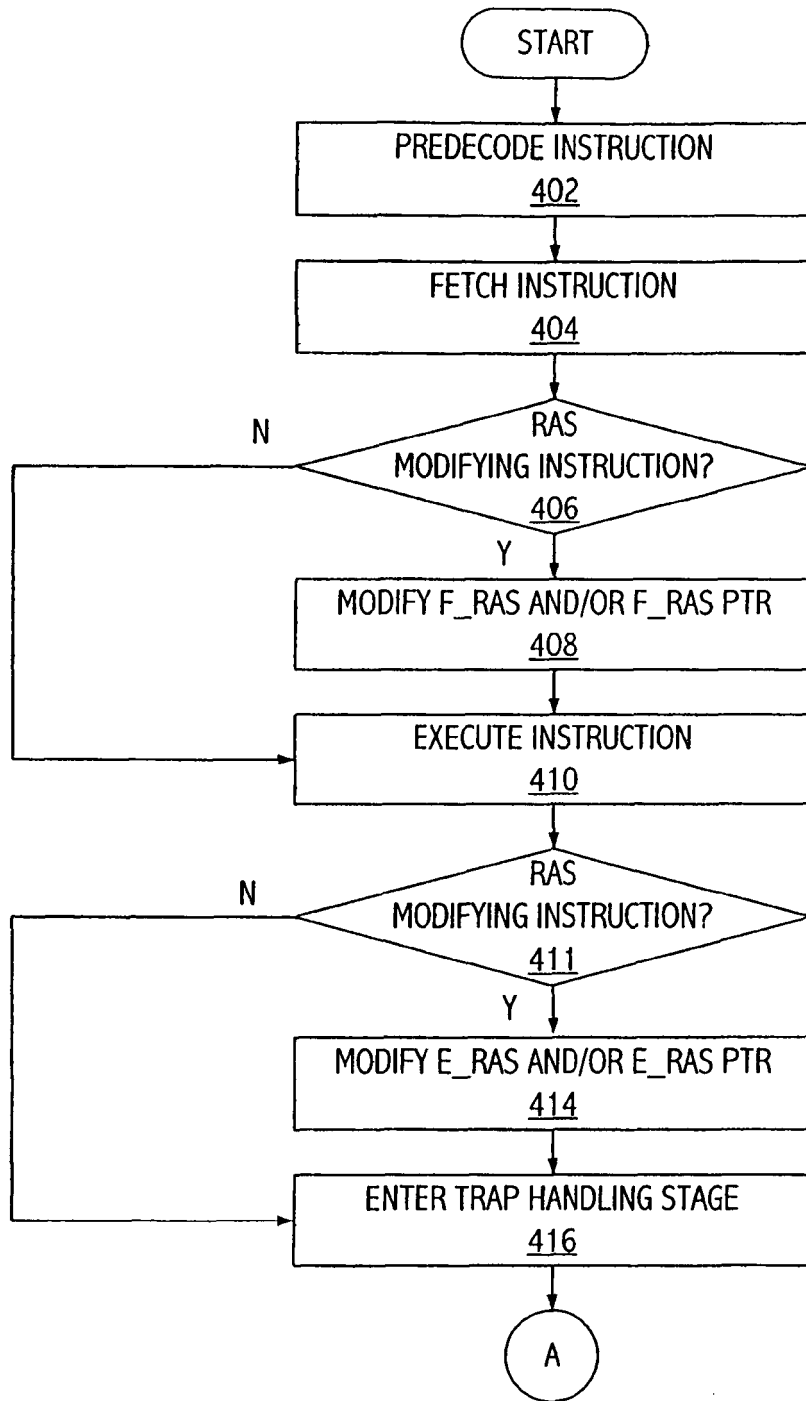 START
PREDECODE INSTRUCTION
402
FETCH INSTRUCTION
404
N
RAS
MODIFYING INSTRUCTION?
406
Y
MODIFY F_RAS AND/OR F_RAS PTR
408
EXECUTE INSTRUCTION
410
N
RAS
MODIFYING INSTRUCTION?
411
Y
MODIFY E_RAS AND/OR E_RAS PTR
414
ENTER TRAP HANDLING STAGE
416
A